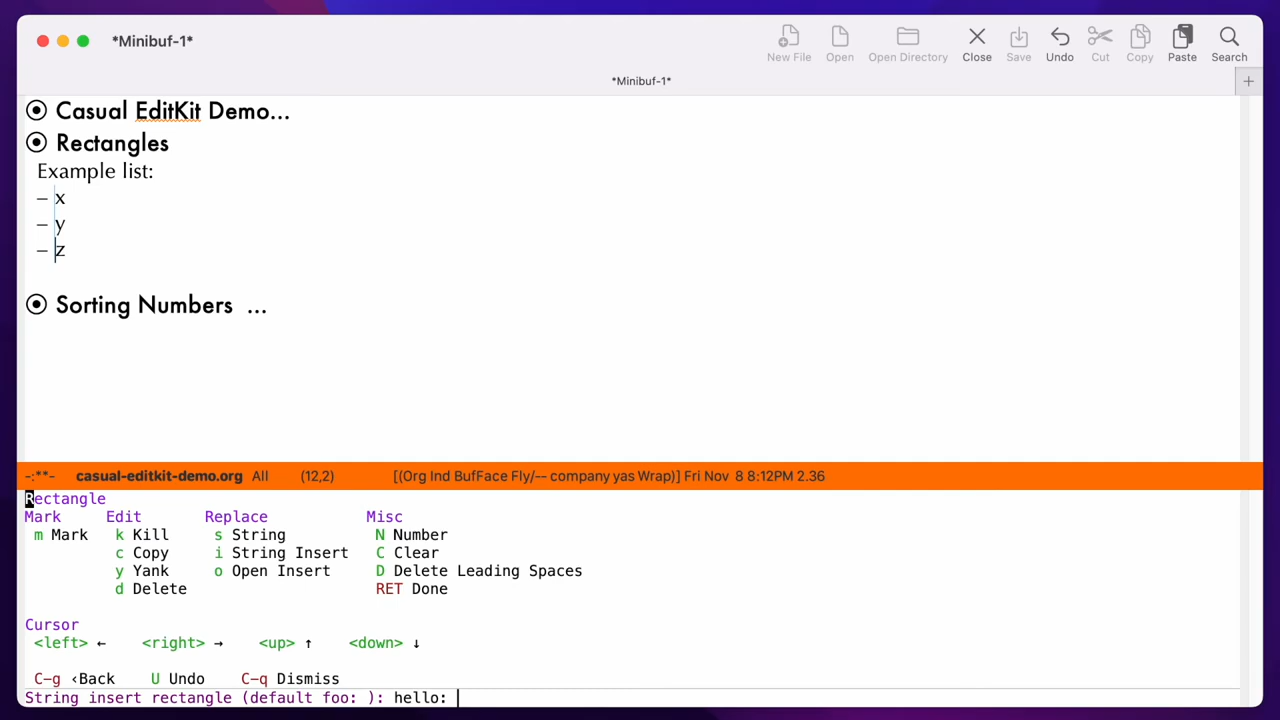 *Minibuf-1*
New File Open Open Directory Close Save Undo Cut Copy Paste Search
*Minibuf-1* +
Casual EditKit Demo...
Rectangles
Example list:
– x
– y
– z
Sorting Numbers ...
-:**- casual-editkit-demo.org All (12,2) [(Org Ind BufFace Fly/-- company yas Wrap)] Fri Nov 8 8:12PM 2.36
Rectangle
Mark Edit Replace Misc
m Mark k Kill s String N Number
c Copy i String Insert C Clear
y Yank o Open Insert D Delete Leading Spaces
d Delete RET Done
Cursor
<left> ← <right> → <up> ↑ <down> ↓
C-g ‹Back U Undo C-q Dismiss
String insert rectangle (default foo: ): hello: